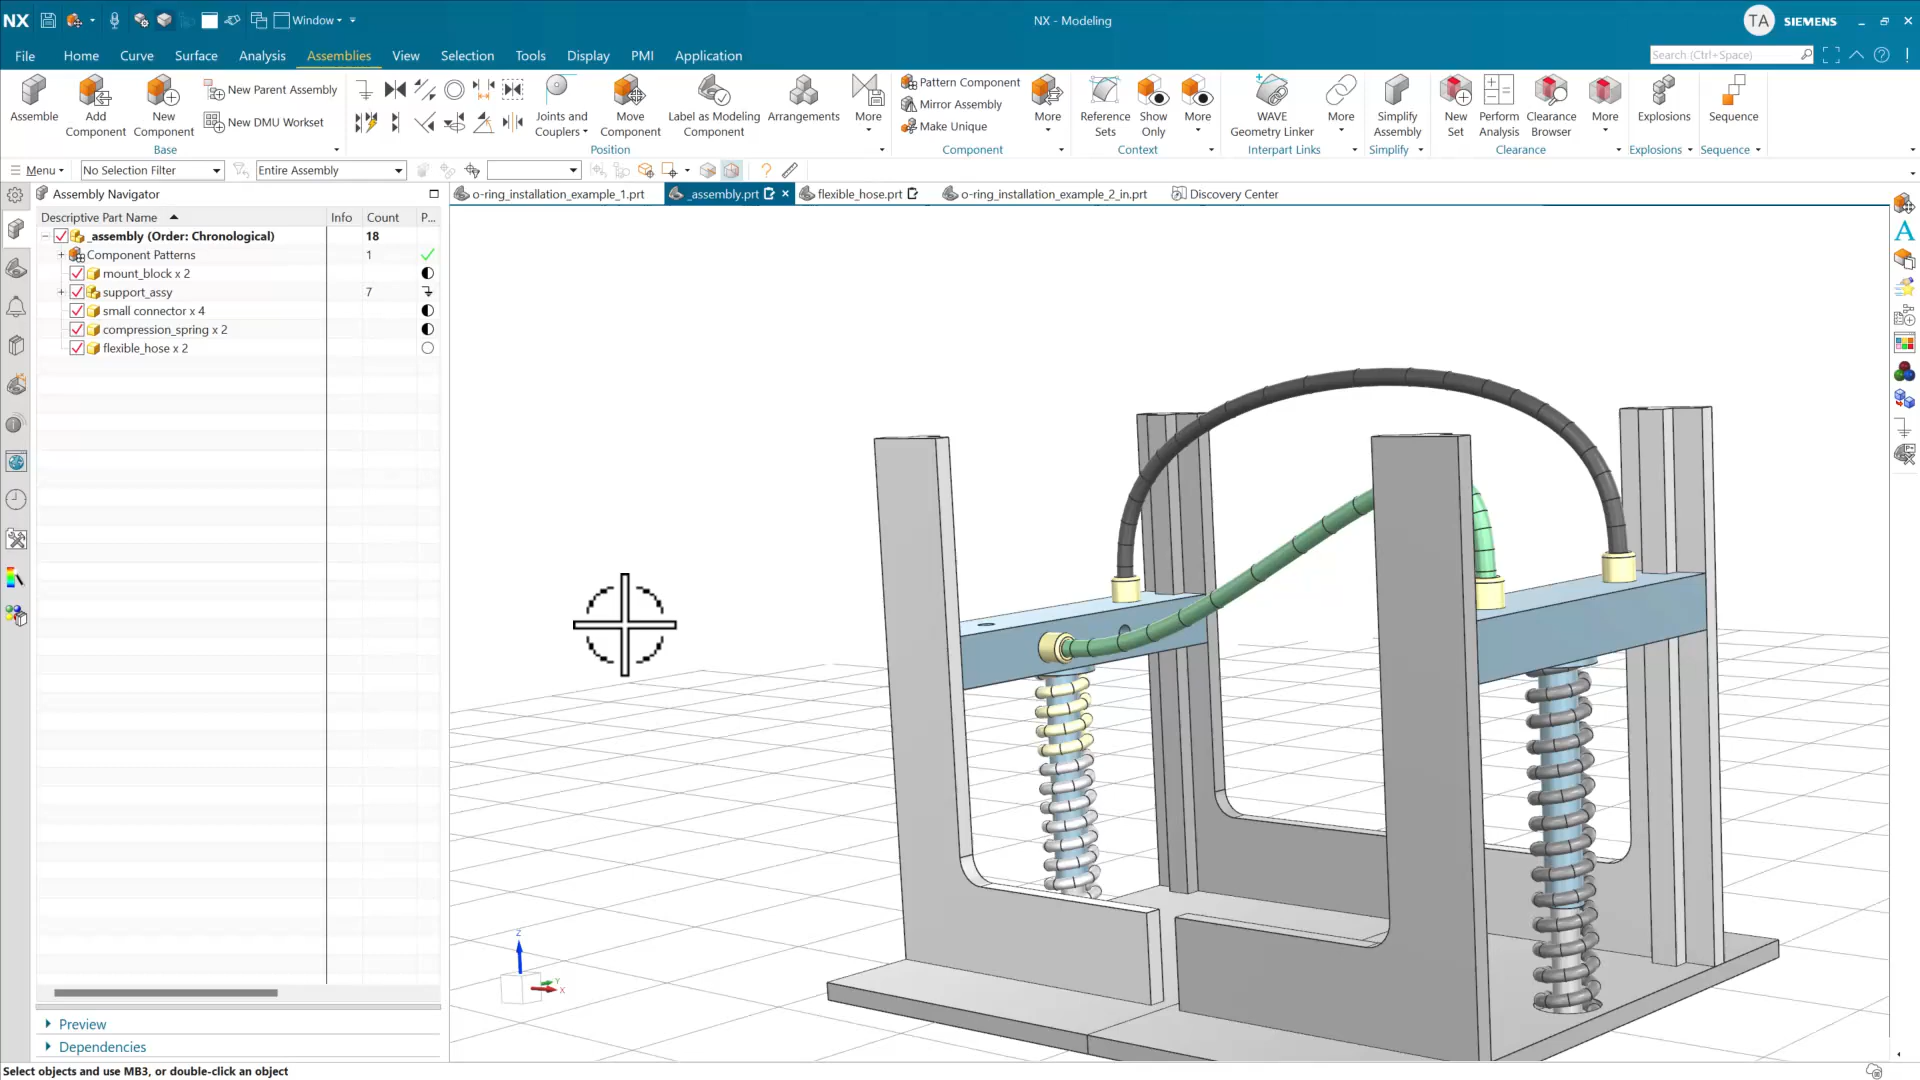 NX Window NX - Modeling TA SIEMENS
File Home Curve Surface Analysis Assemblies View Selection Tools Display PMI Application Search (Ctrl+Space)
Assemble
Add Component
New Component
New Parent Assembly
New DMU Workset
Base
Joints and Couplers
Move Component
Label as Modeling Component
Arrangements
More
Position
Pattern Component
Mirror Assembly
Make Unique
More
Component
Reference Sets
Show Only
More
Context
WAVE Geometry Linker
More
Interpart Links
Simplify Assembly
Simplify
New Set
Perform Analysis
Clearance Browser
More
Clearance
Explosions
Explosions
Sequence
Sequence
Menu No Selection Filter Entire Assembly
Assembly Navigator
o-ring_installation_example_1.prt _assembly.prt flexible_hose.prt o-ring_installation_example_2_in.prt Discovery Center
Descriptive Part Name Info Count P...
_assembly (Order: Chronological) 18
Component Patterns 1
mount_block x 2
support_assy 7
small connector x 4
compression_spring x 2
flexible_hose x 2
Z
Y
X
Preview
Dependencies
Select objects and use MB3, or double-click an object